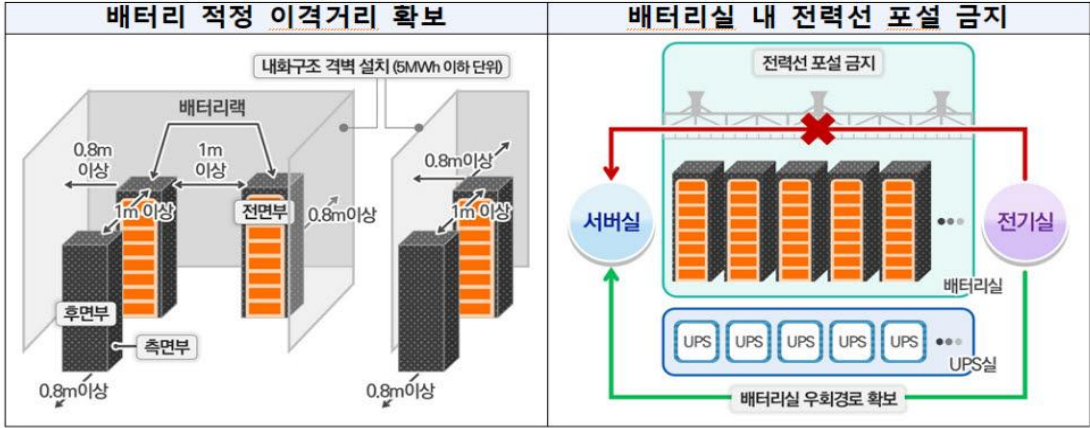 배터리 적정 이격거리 확보
내화구조 격벽 설치 (5MWh 이하 단위)
배터리랙
0.8m
이상
1m
이상
1m 이상
전면부
0.8m이상
후면부
측면부
0.8m이상
0.8m이상
1m이상
0.8m이상
배터리실 내 전력선 포설 금지
전력선 포설 금지
서버실
전기실
배터리실
UPS
UPS
UPS
UPS
UPS
UPS실
배터리실 우회경로 확보